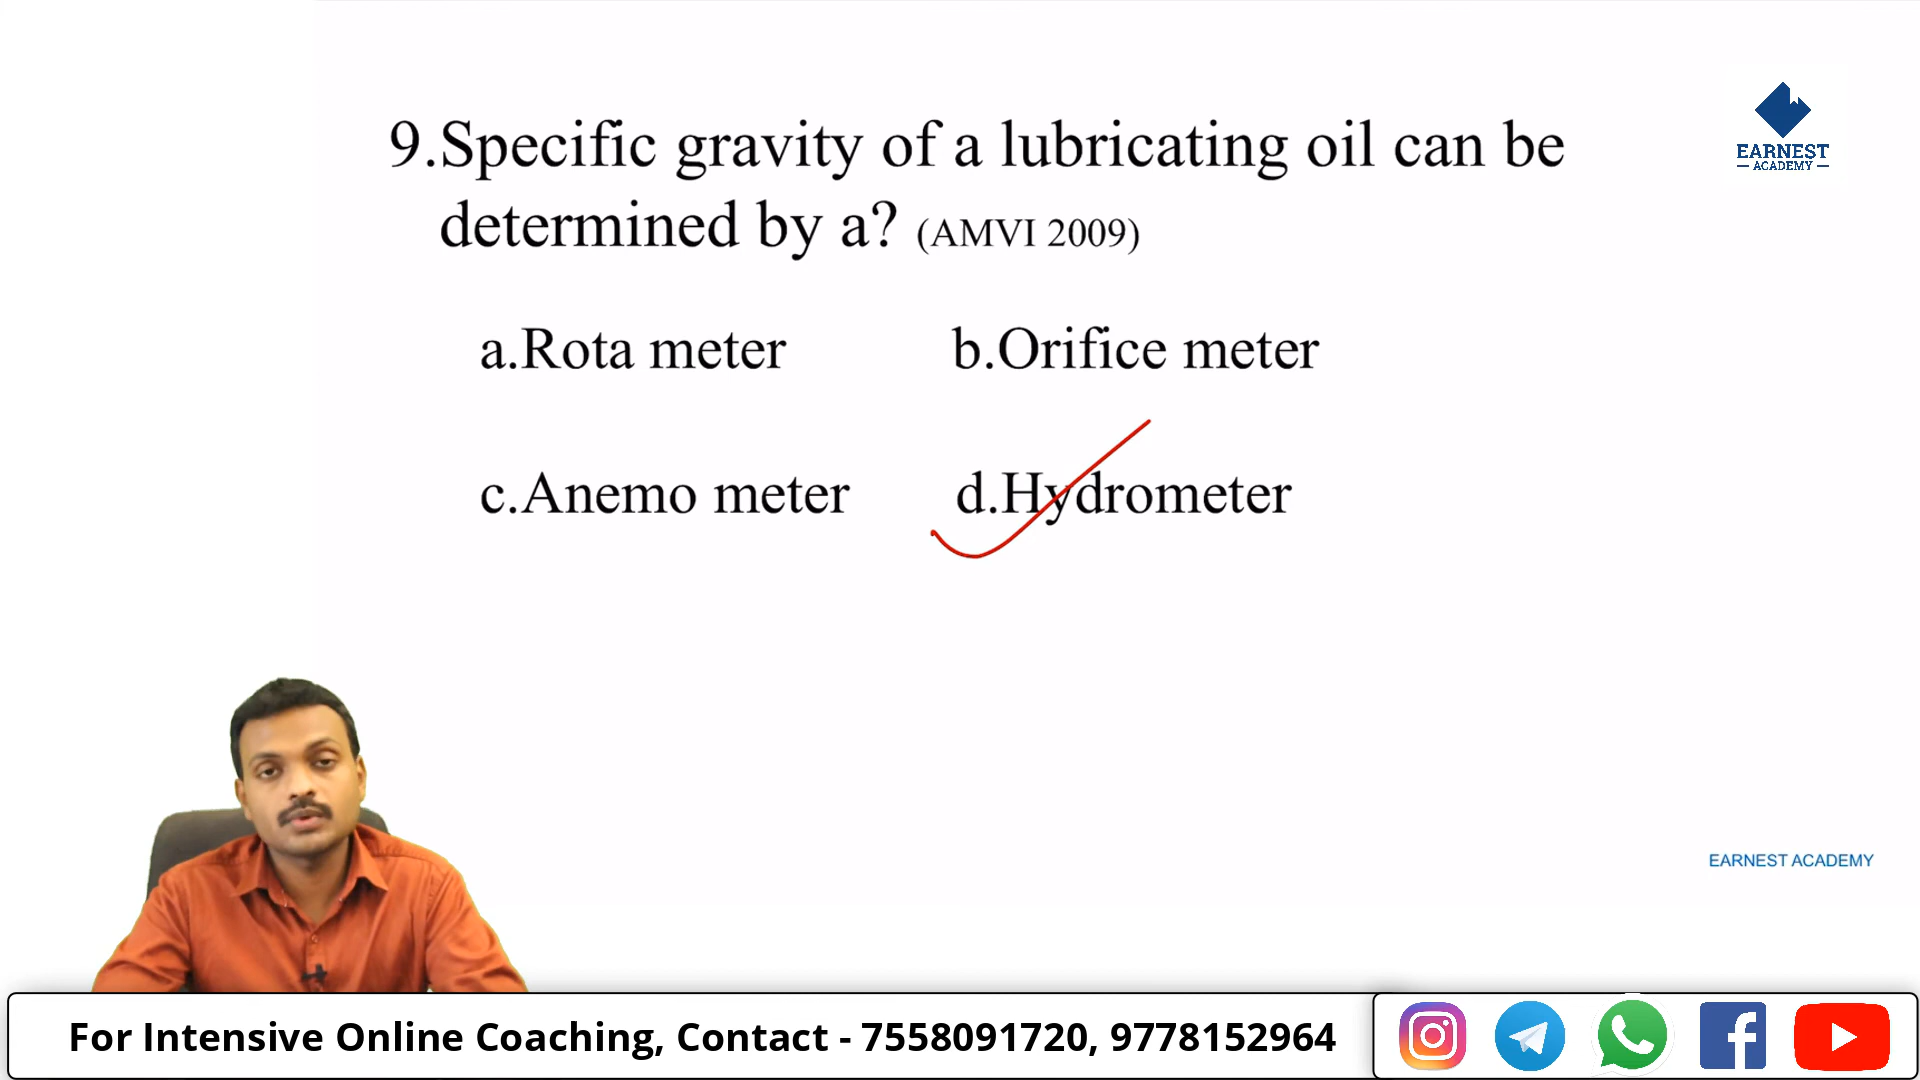 9.Specific gravity of a lubricating oil can be
determined by a? (AMVI 2009)
a.Rota meter b.Orifice meter
c.Anemo meter d.Hydrometer
EARNEST
ACADEMY
EARNEST ACADEMY
For Intensive Online Coaching, Contact - 7558091720, 9778152964